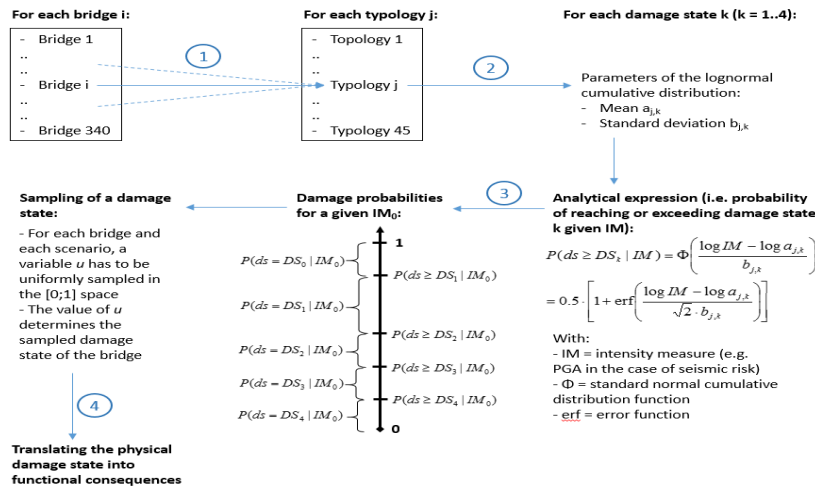 For each bridge i:
- Bridge 1
..
..
- Bridge i
..
..
- Bridge 340
1
For each typology j:
- Topology 1
..
..
- Typology j
..
..
- Typology 45
2
For each damage state k (k = 1..4):
Parameters of the lognormal
cumulative distribution:
- Mean a_{j,k}
- Standard deviation b_{j,k}
3
Analytical expression (i.e. probability
of reaching or exceeding damage state
k given IM):
P(ds ≥ DS_k | IM) = Φ( (log IM − log a_{j,k}) / b_{j,k} )
= 0.5 · [ 1 + erf( (log IM − log a_{j,k}) / (√2 · b_{j,k}) ) ]
With:
- IM = intensity measure (e.g.
PGA in the case of seismic risk)
- Φ = standard normal cumulative
distribution function
- erf = error function
Damage probabilities
for a given IM₀:
1
P(ds = DS₀ | IM₀)
P(ds ≥ DS₁ | IM₀)
P(ds = DS₁ | IM₀)
P(ds ≥ DS₂ | IM₀)
P(ds = DS₂ | IM₀)
P(ds ≥ DS₃ | IM₀)
P(ds = DS₃ | IM₀)
P(ds ≥ DS₄ | IM₀)
P(ds = DS₄ | IM₀)
0
Sampling of a damage
state:
- For each bridge and
each scenario, a
variable u has to be
uniformly sampled in
the [0;1] space
- The value of u
determines the
sampled damage
state of the bridge
4
Translating the physical
damage state into
functional consequences